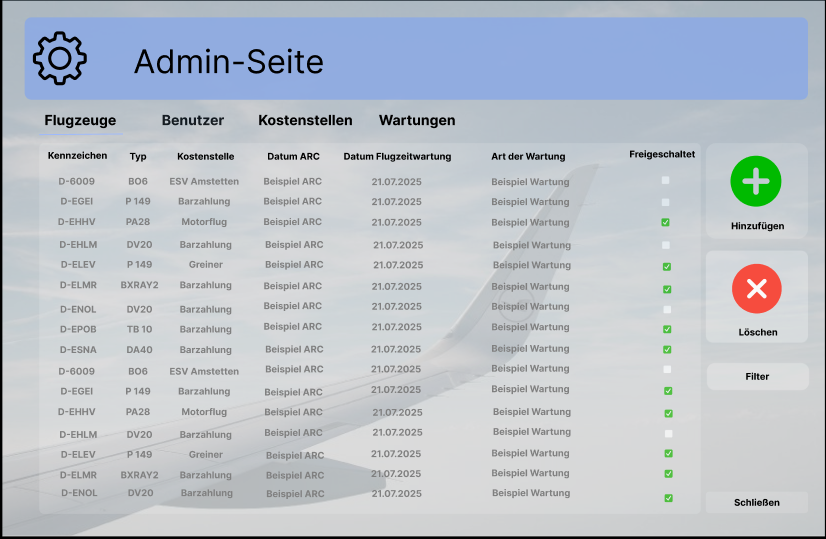 Admin-Seite
Flugzeuge Benutzer Kostenstellen Wartungen
Kennzeichen Typ Kostenstelle Datum ARC Datum Flugzeitwartung Art der Wartung Freigeschaltet
D-6009 BO6 ESV Amstetten Beispiel ARC 21.07.2025 Beispiel Wartung
D-EGEI P 149 Barzahlung Beispiel ARC 21.07.2025 Beispiel Wartung
D-EHHV PA28 Motorflug Beispiel ARC 21.07.2025 Beispiel Wartung
D-EHLM DV20 Barzahlung Beispiel ARC 21.07.2025 Beispiel Wartung
D-ELEV P 149 Greiner Beispiel ARC 21.07.2025 Beispiel Wartung
D-ELMR BXRAY2 Barzahlung Beispiel ARC 21.07.2025 Beispiel Wartung
D-ENOL DV20 Barzahlung Beispiel ARC 21.07.2025 Beispiel Wartung
D-EPOB TB 10 Barzahlung Beispiel ARC 21.07.2025 Beispiel Wartung
D-ESNA DA40 Barzahlung Beispiel ARC 21.07.2025 Beispiel Wartung
D-6009 BO6 ESV Amstetten Beispiel ARC 21.07.2025 Beispiel Wartung
D-EGEI P 149 Barzahlung Beispiel ARC 21.07.2025 Beispiel Wartung
D-EHHV PA28 Motorflug Beispiel ARC 21.07.2025 Beispiel Wartung
D-EHLM DV20 Barzahlung Beispiel ARC 21.07.2025 Beispiel Wartung
D-ELEV P 149 Greiner Beispiel ARC 21.07.2025 Beispiel Wartung
D-ELMR BXRAY2 Barzahlung Beispiel ARC 21.07.2025 Beispiel Wartung
D-ENOL DV20 Barzahlung Beispiel ARC 21.07.2025 Beispiel Wartung
Hinzufügen
Löschen
Filter
Schließen